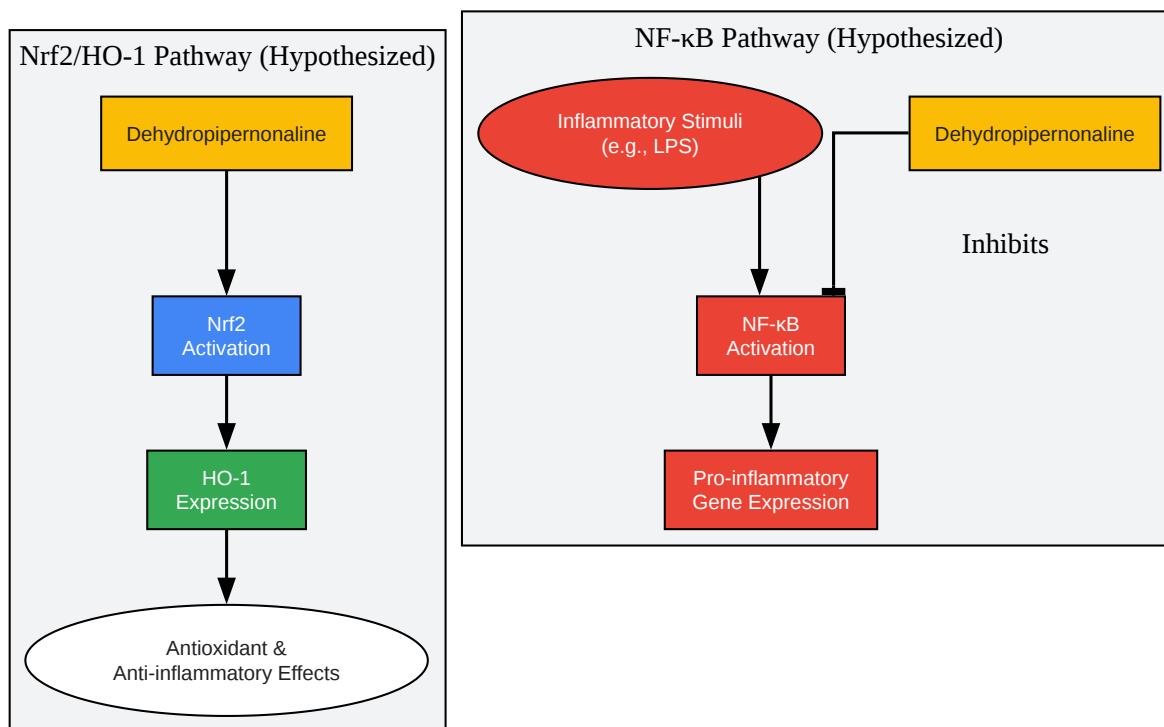 Nrf2/HO-1 Pathway (Hypothesized)
Dehydropipernonaline
Nrf2
Activation
HO-1
Expression
Antioxidant &
Anti-inflammatory Effects
NF-κB Pathway (Hypothesized)
Inflammatory Stimuli
(e.g., LPS)
Dehydropipernonaline
Inhibits
NF-κB
Activation
Pro-inflammatory
Gene Expression